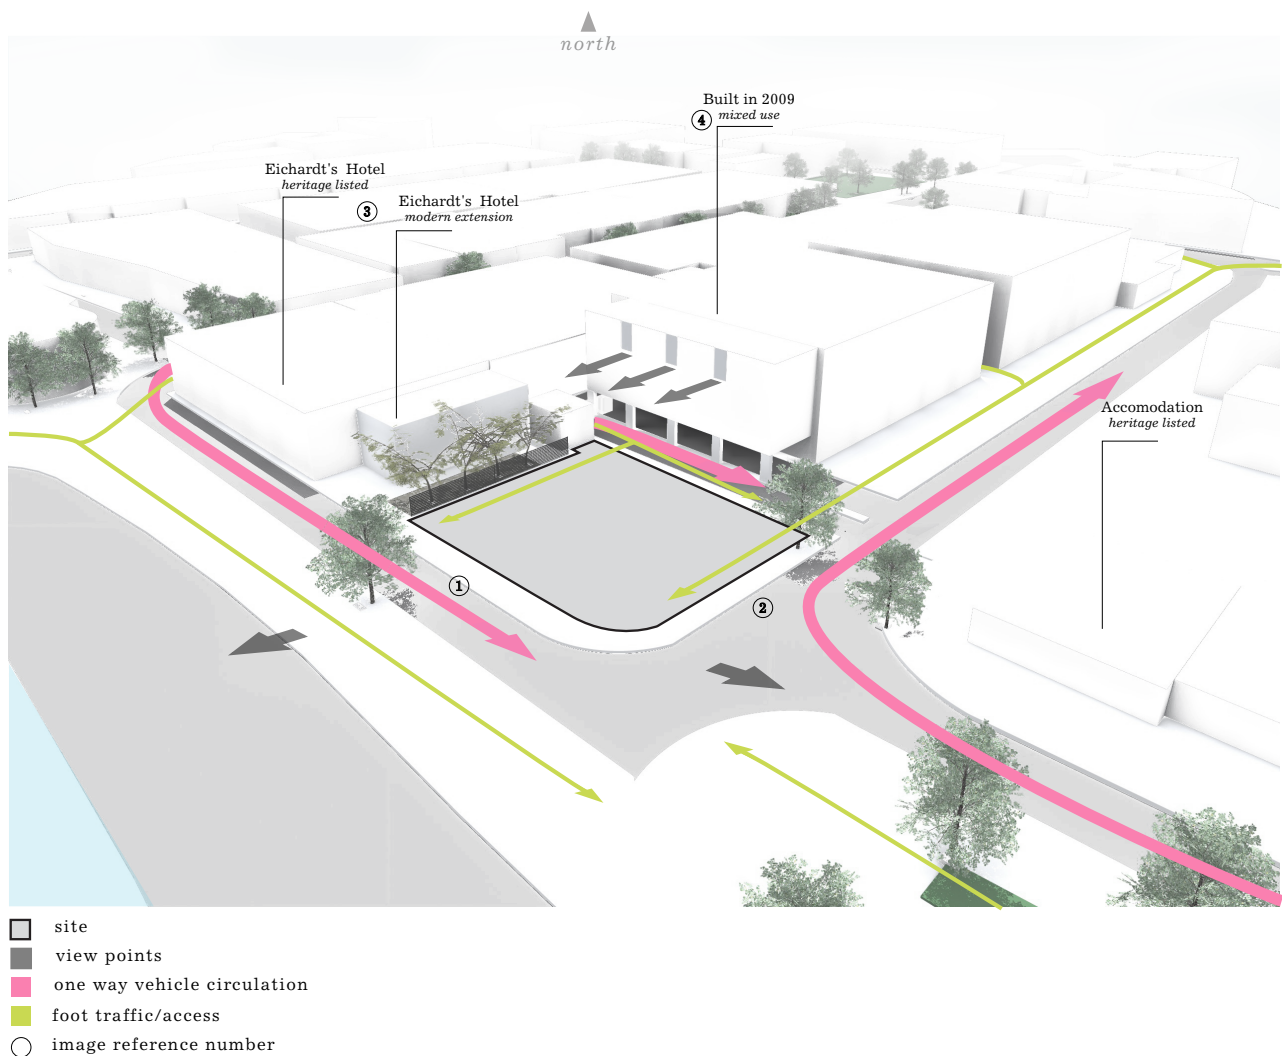 north
Built in 2009
④ mixed use
Eichardt's Hotel
heritage listed
③
Eichardt's Hotel
modern extension
Accomodation
heritage listed
①
②
site
view points
one way vehicle circulation
foot traffic/access
image reference number